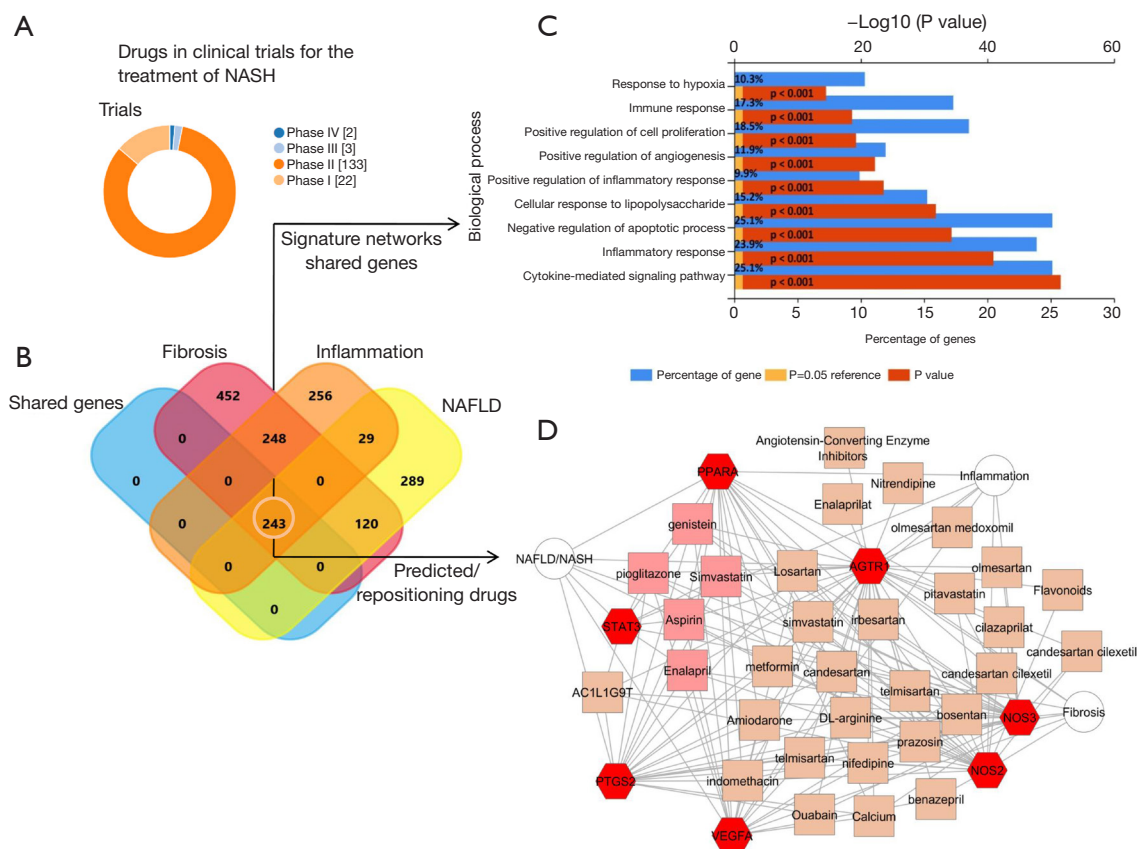 A
Drugs in clinical trials for the
treatment of NASH
Trials
Phase IV [2]
Phase III [3]
Phase II [133]
Phase I [22]
Signature networks
shared genes
Biological process
B
Fibrosis
Inflammation
Shared genes
NAFLD
452
256
0
248
29
0
0
0
289
0
243
120
0
0
0
Predicted/
repositioning drugs
C
−Log10 (P value)
0 20 40 60
Response to hypoxia
10.3%
p < 0.001
Immune response
17.3%
p < 0.001
Positive regulation of cell proliferation
18.5%
p < 0.001
Positive regulation of angiogenesis
11.9%
p < 0.001
Positive regulation of inflammatory response
9.9%
p < 0.001
Cellular response to lipopolysaccharide
15.2%
p < 0.001
Negative regulation of apoptotic process
25.1%
p < 0.001
Inflammatory response
23.9%
p < 0.001
Cytokine-mediated signaling pathway
25.1%
p < 0.001
0 5 10 15 20 25 30
Percentage of genes
Percentage of gene
P=0.05 reference
P value
D
Angiotensin-Converting Enzyme
Inhibitors
PPARA
Nitrendipine
Inflammation
Enalaprilat
genistein
olmesartan medoxomil
NAFLD/NASH
pioglitazone
Simvastatin
Losartan
AGTR1
olmesartan
pitavastatin
Flavonoids
STAT3
Aspirin
simvastatin
irbesartan
cilazaprilat
candesartan cilexetil
Enalapril
metformin
candesartan
candesartan cilexetil
AC1L1G9T
telmisartan
Amiodarone
DL-arginine
bosentan
NOS3
Fibrosis
prazosin
telmisartan
nifedipine
NOS2
PTGS2
indomethacin
benazepril
Ouabain
Calcium
VEGFA